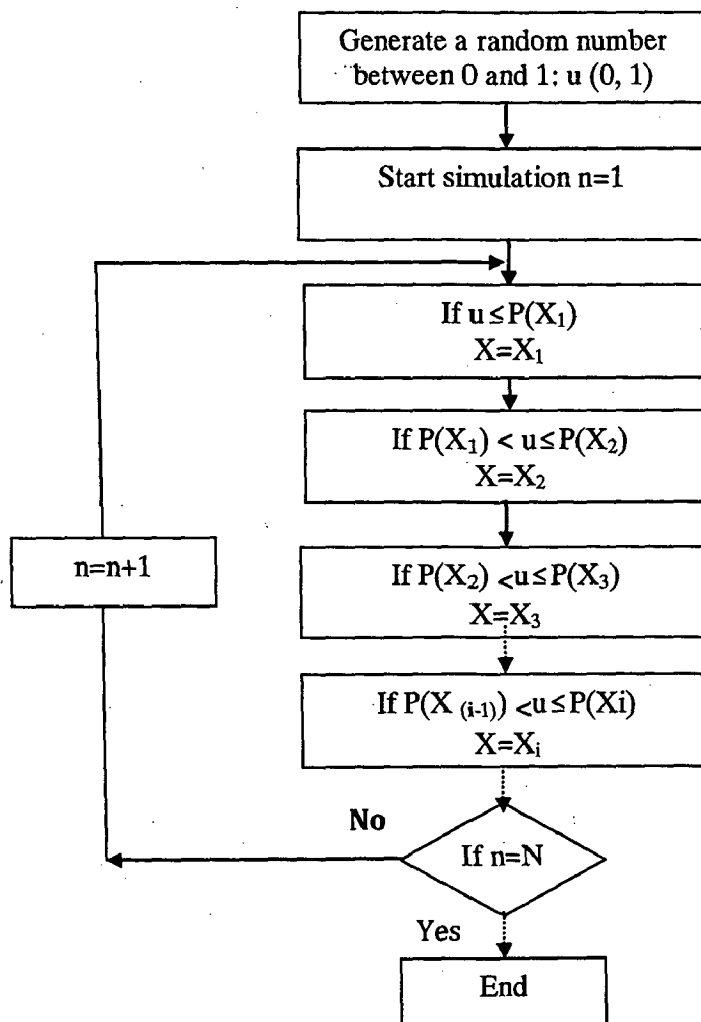 Generate a random number
between 0 and 1: u (0, 1)
Start simulation n=1
If u≤P(X₁)
X=X₁
If P(X₁) < u≤P(X₂)
X=X₂
n=n+1
If P(X₂) <u≤P(X₃)
X=X₃
If P(X ₍ᵢ₋₁₎) <u≤P(Xi)
X=Xᵢ
No
If n=N
Yes
End